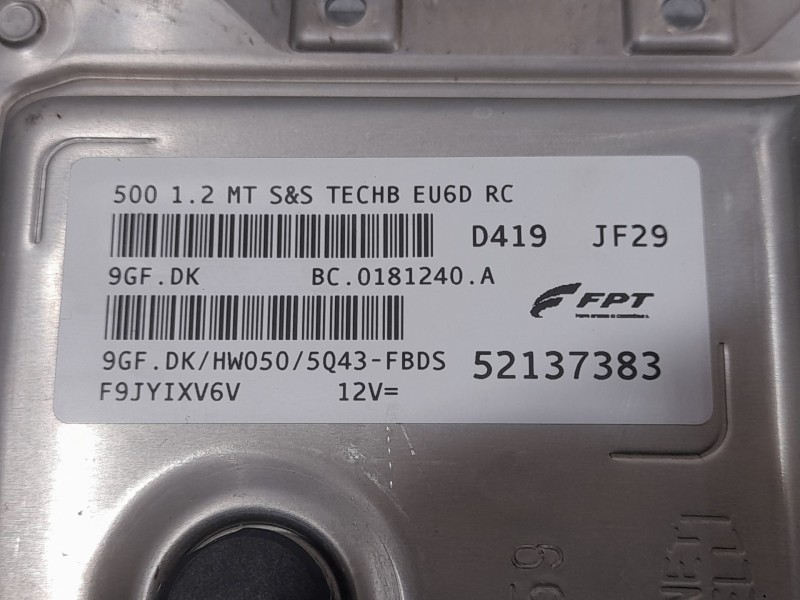 500 1.2 MT S&S TECHB EU6D RC
D419 JF29
9GF.DK BC.0181240.A
FPT
9GF.DK/HW050/5Q43-FBDS 52137383
F9JYIXV6V 12V=